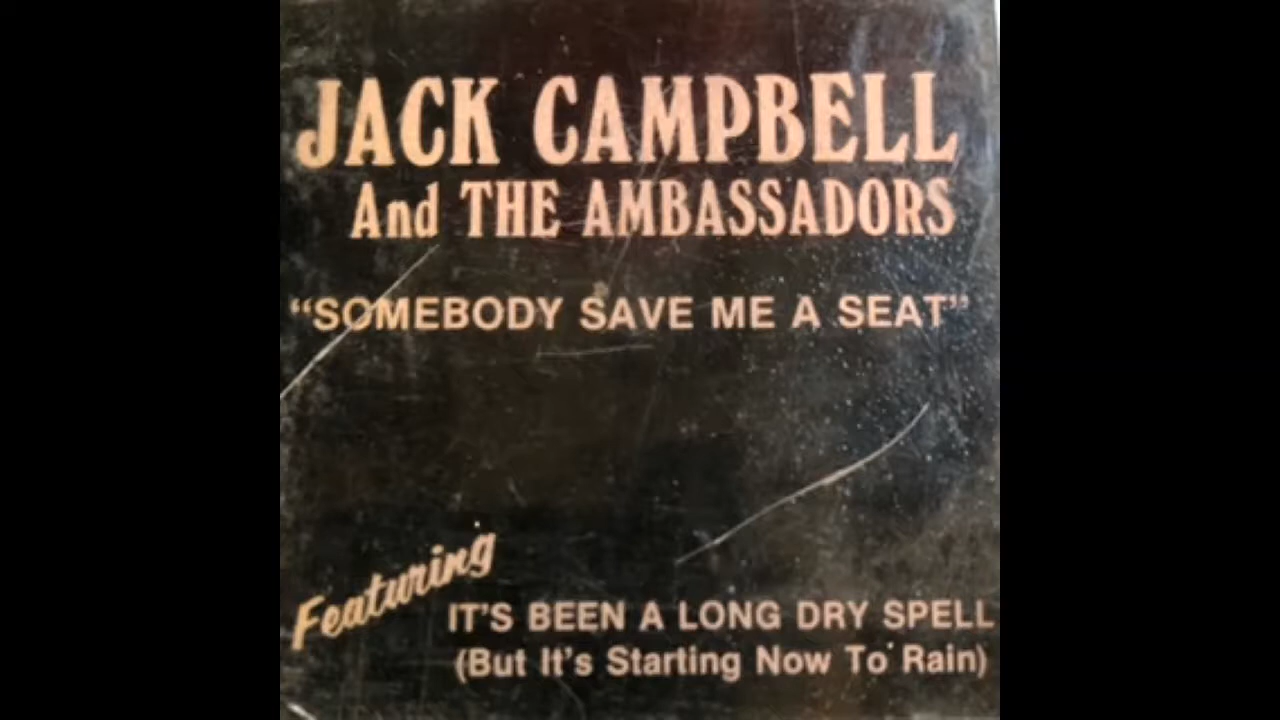 JACK CAMPBELL
And THE AMBASSADORS
“SOMEBODY SAVE ME A SEAT”
Featuring
IT'S BEEN A LONG DRY SPELL
(But It's Starting Now To Rain)